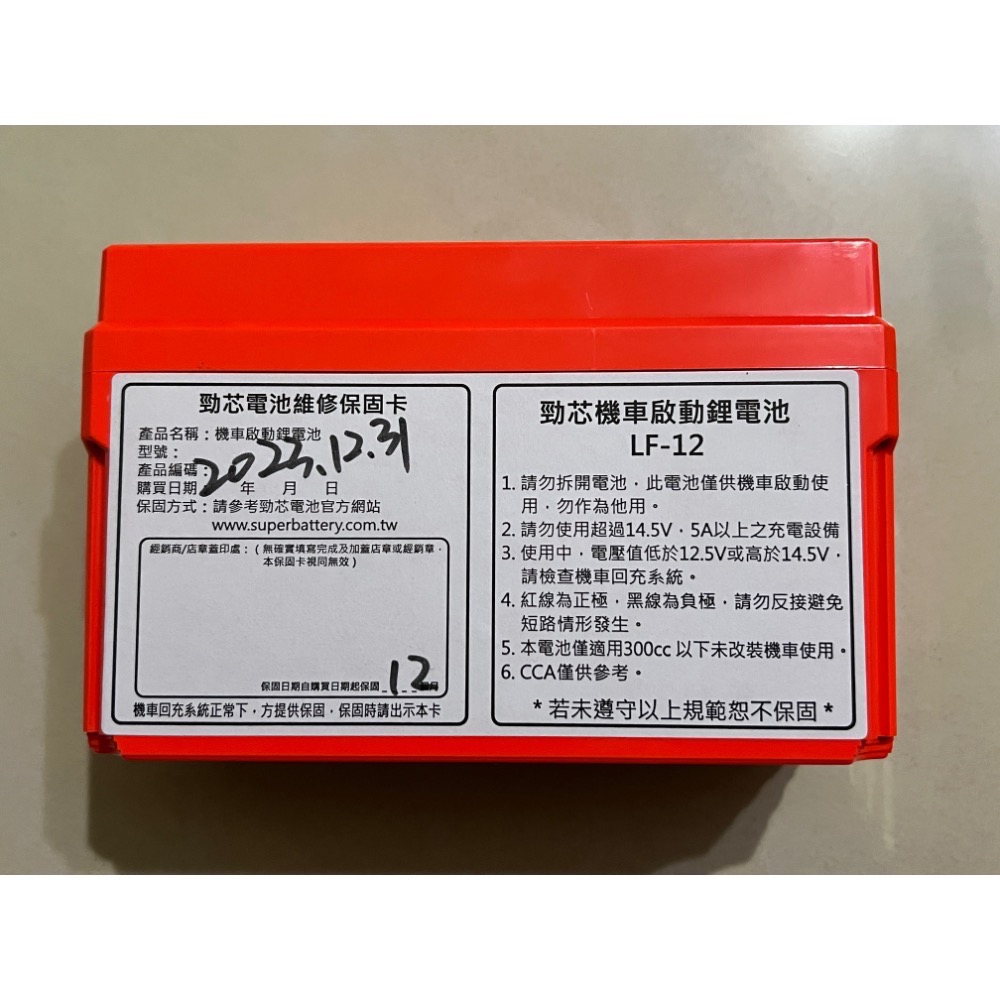 勁芯電池維修保固卡
產品名稱：機車啟動鋰電池
型號：
產品編碼：
購買日期 2023.12.31 年 月 日
保固方式：請參考勁芯電池官方網站
www.superbattery.com.tw
經銷商/店章蓋印處：（無確實填寫完成及加蓋店章或經銷章，
本保固卡視同無效）
保固日期自購買日期起保固 12 個月
機車回充系統正常下，方提供保固，保固時請出示本卡
勁芯機車啟動鋰電池
LF-12
1. 請勿拆開電池，此電池僅供機車啟動使
用，勿作為他用。
2. 請勿使用超過14.5V，5A以上之充電設備
3. 使用中，電壓值低於12.5V或高於14.5V，
請檢查機車回充系統。
4. 紅線為正極，黑線為負極，請勿反接避免
短路情形發生。
5. 本電池僅適用300cc 以下未改裝機車使用。
6. CCA僅供參考。
* 若未遵守以上規範恕不保固 *